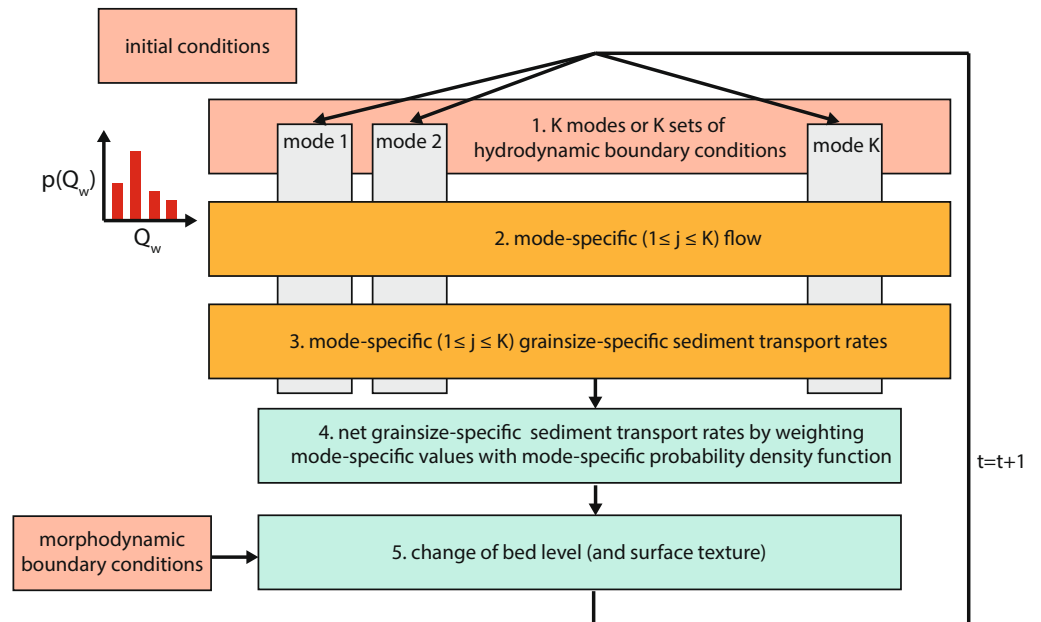 initial conditions
1. K modes or K sets of
hydrodynamic boundary conditions
mode 1
mode 2
mode K
p(Q_w)
Q_w
2. mode-specific (1≤ j ≤ K) flow
3. mode-specific (1≤ j ≤ K) grainsize-specific sediment transport rates
4. net grainsize-specific sediment transport rates by weighting
mode-specific values with mode-specific probability density function
t=t+1
morphodynamic
boundary conditions
5. change of bed level (and surface texture)